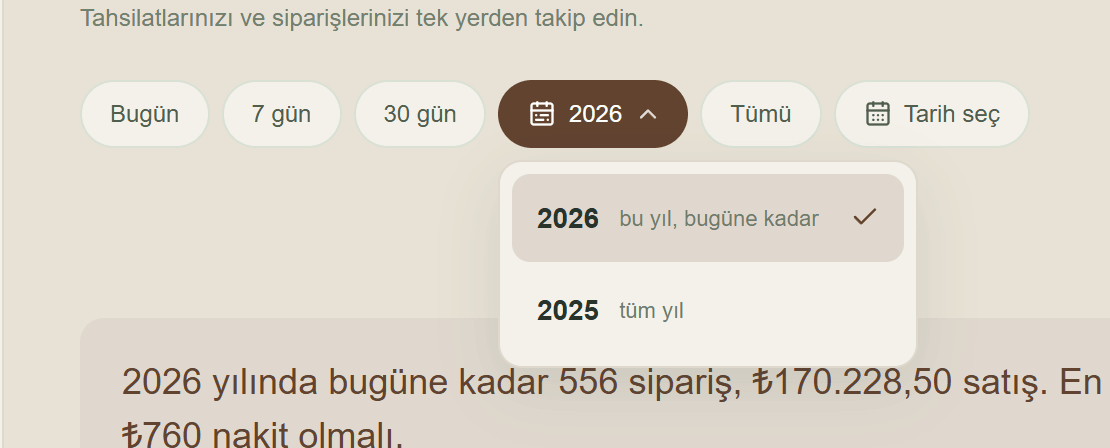 Tahsilatlarınızı ve siparişlerinizi tek yerden takip edin.
Bugün 7 gün 30 gün 2026 Tümü Tarih seç
2026 bu yıl, bugüne kadar
2025 tüm yıl
2026 yılında bugüne kadar 556 sipariş, ₺170.228,50 satış. En
₺760 nakit olmalı.